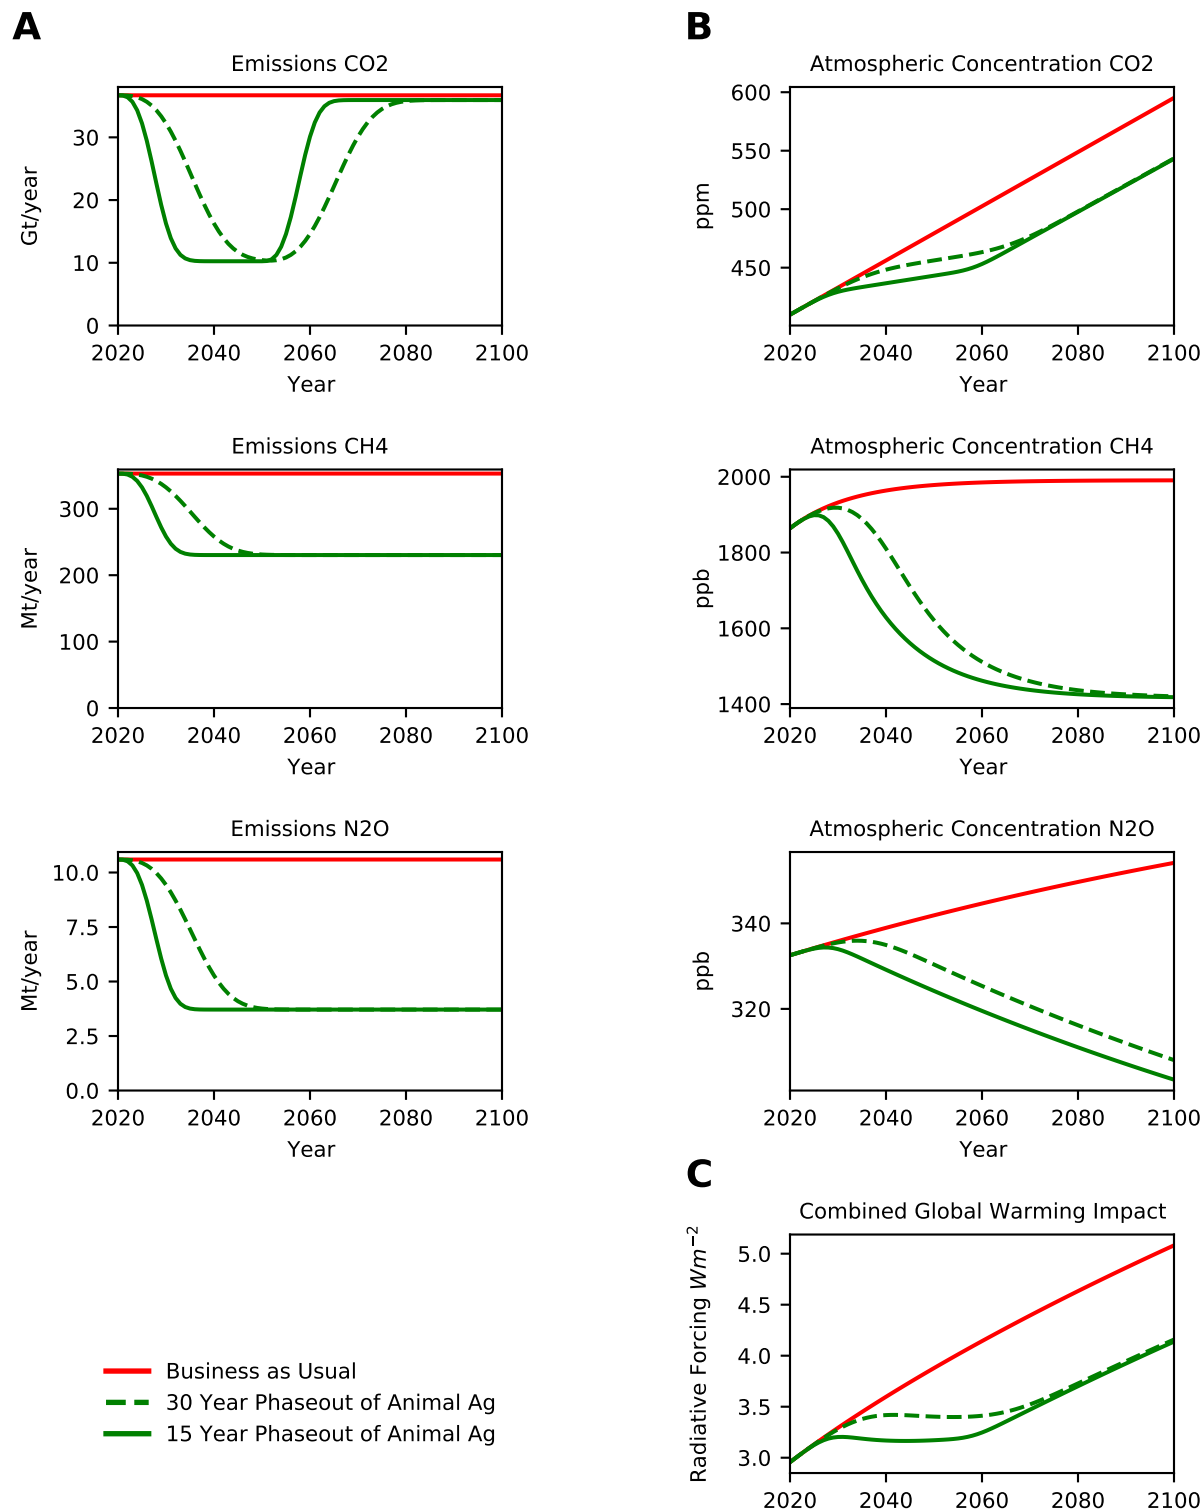 A
Emissions CO2
Gt/year
30
20
10
0
2020 2040 2060 2080 2100
Year
Emissions CH4
Mt/year
300
200
100
0
2020 2040 2060 2080 2100
Year
Emissions N2O
Mt/year
10.0
7.5
5.0
2.5
0.0
2020 2040 2060 2080 2100
Year
B
Atmospheric Concentration CO2
ppm
600
550
500
450
2020 2040 2060 2080 2100
Year
Atmospheric Concentration CH4
ppb
2000
1800
1600
1400
2020 2040 2060 2080 2100
Year
Atmospheric Concentration N2O
ppb
340
320
2020 2040 2060 2080 2100
Year
C
Combined Global Warming Impact
Radiative Forcing Wm⁻²
5.0
4.5
4.0
3.5
3.0
2020 2040 2060 2080 2100
Business as Usual
30 Year Phaseout of Animal Ag
15 Year Phaseout of Animal Ag